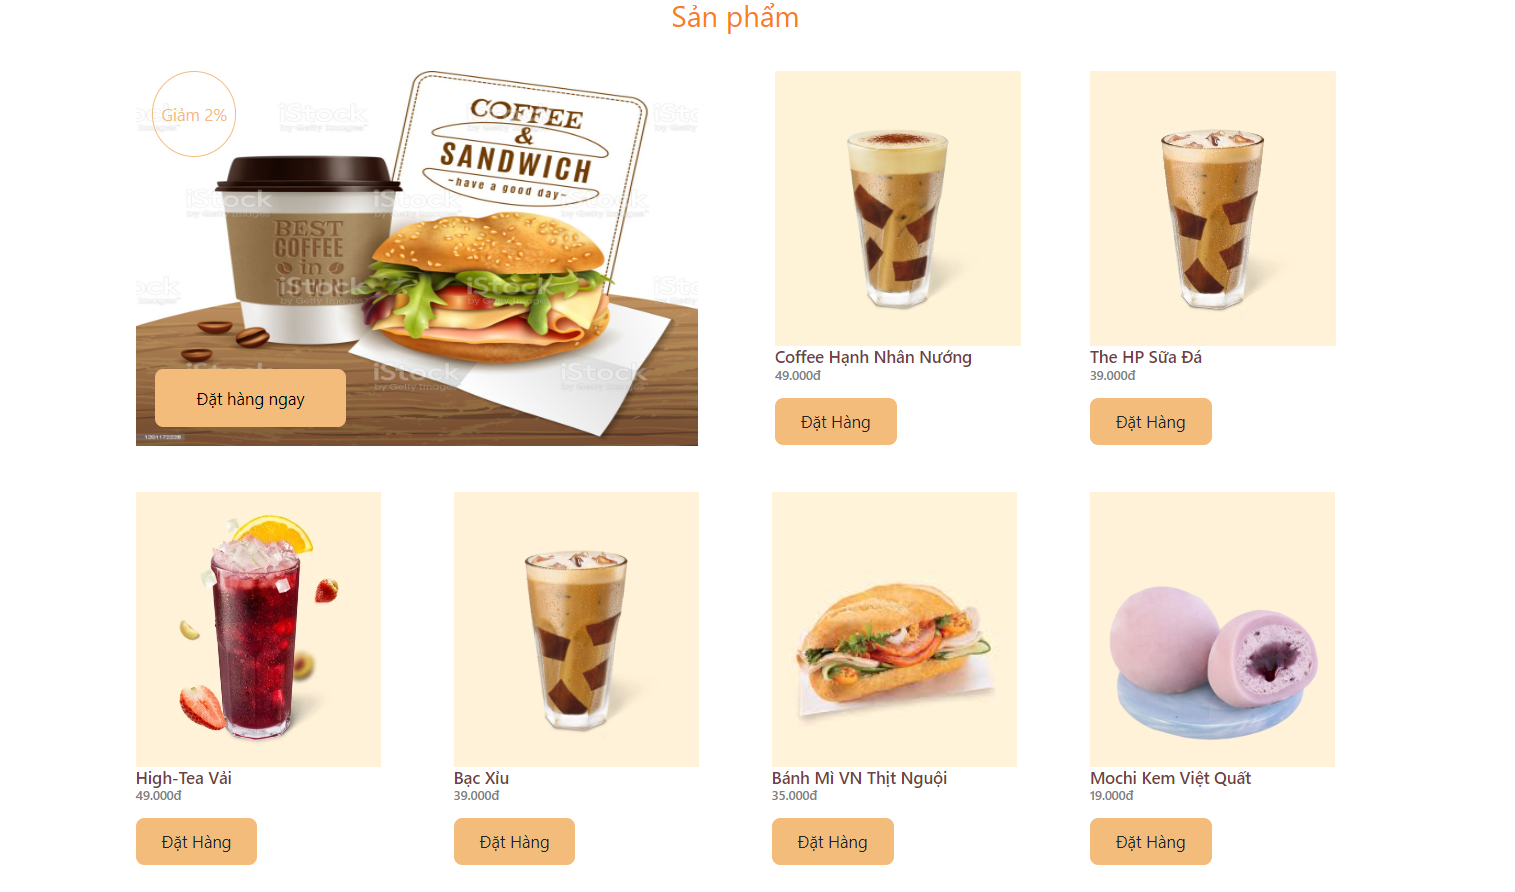 Sản phẩm
Giảm 2%
iStock
by Getty Images
COFFEE
&
SANDWICH
~have a good day~
BEST
COFFEE
in
TOWN
Đặt hàng ngay
1201172228
Coffee Hạnh Nhân Nướng
49.000đ
Đặt Hàng
The HP Sữa Đá
39.000đ
Đặt Hàng
High-Tea Vải
49.000đ
Đặt Hàng
Bạc Xỉu
39.000đ
Đặt Hàng
Bánh Mì VN Thịt Nguội
35.000đ
Đặt Hàng
Mochi Kem Việt Quất
19.000đ
Đặt Hàng